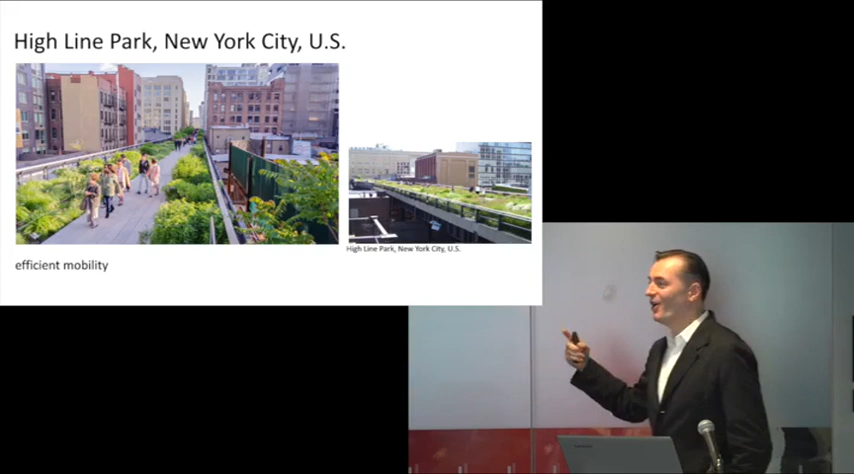 High Line Park, New York City, U.S.
High Line Park, New York City, U.S.
efficient mobility